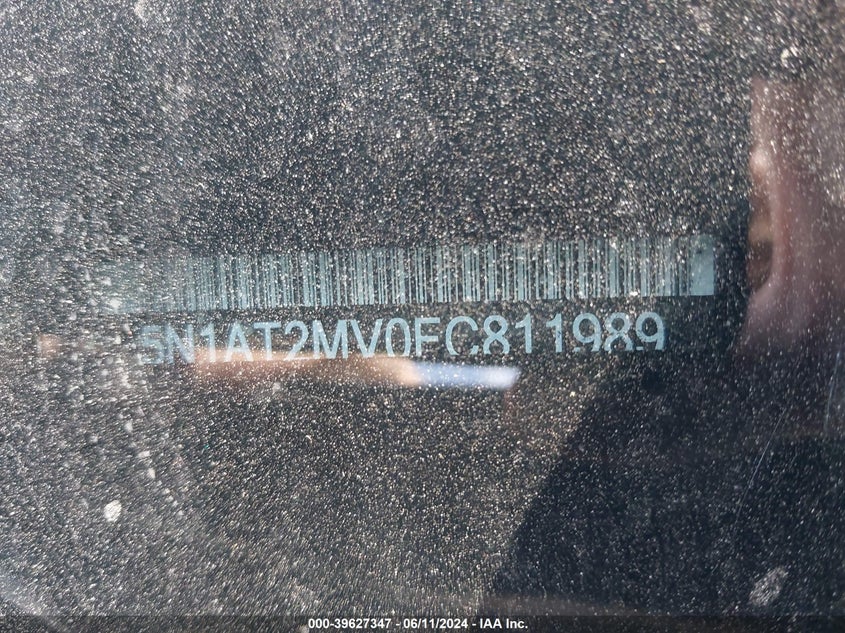 5N1AT2MV0FC811989
000-39627347 - 06/11/2024 - IAA Inc.